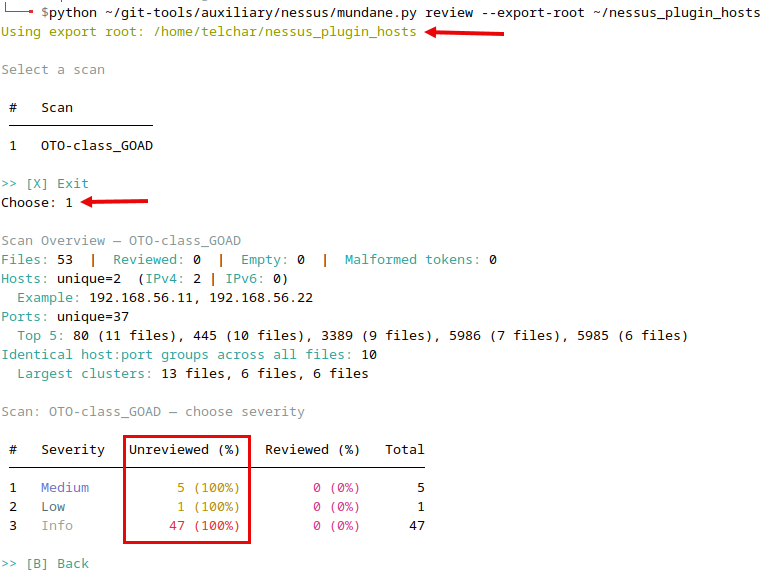 $python ~/git-tools/auxiliary/nessus/mundane.py review --export-root ~/nessus_plugin_hosts
Using export root: /home/telchar/nessus_plugin_hosts
Select a scan
# Scan
1 OTO-class_GOAD
>> [X] Exit
Choose: 1
Scan Overview — OTO-class_GOAD
Files: 53 | Reviewed: 0 | Empty: 0 | Malformed tokens: 0
Hosts: unique=2 (IPv4: 2 | IPv6: 0)
Example: 192.168.56.11, 192.168.56.22
Ports: unique=37
Top 5: 80 (11 files), 445 (10 files), 3389 (9 files), 5986 (7 files), 5985 (6 files)
Identical host:port groups across all files: 10
Largest clusters: 13 files, 6 files, 6 files
Scan: OTO-class_GOAD — choose severity
# Severity Unreviewed (%) Reviewed (%) Total
1 Medium 5 (100%) 0 (0%) 5
2 Low 1 (100%) 0 (0%) 1
3 Info 47 (100%) 0 (0%) 47
>> [B] Back